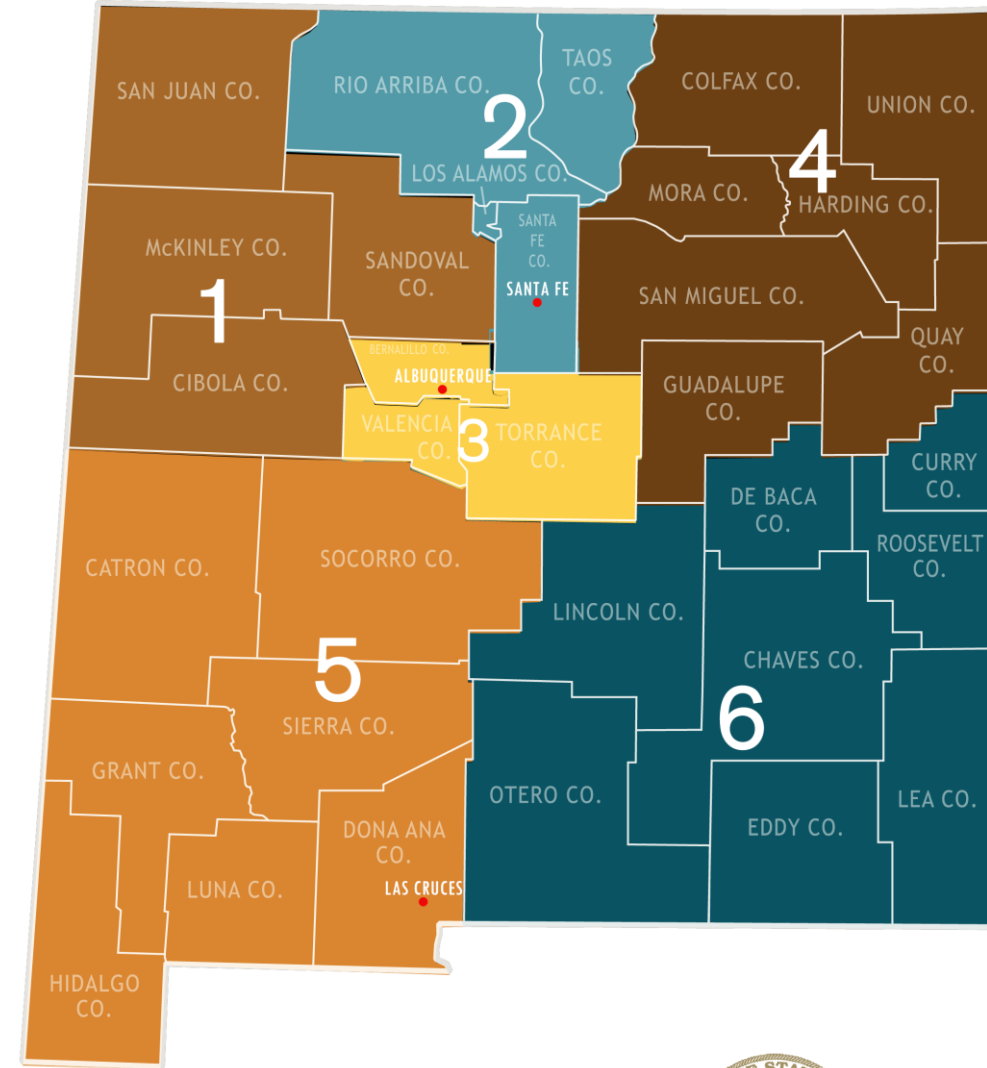 SAN JUAN CO.
RIO ARRIBA CO.
TAOS
CO.
COLFAX CO.
UNION CO.
2
4
LOS ALAMOS CO.
MORA CO.
HARDING CO.
McKINLEY CO.
SANDOVAL
CO.
SANTA
FE
CO.
SANTA FE
SAN MIGUEL CO.
1
QUAY
CO.
CIBOLA CO.
BERNALILLO CO.
ALBUQUERQUE
GUADALUPE
CO.
VALENCIA
CO.
3
TORRANCE
CO.
CURRY
CO.
DE BACA
CO.
ROOSEVELT
CO.
CATRON CO.
SOCORRO CO.
LINCOLN CO.
CHAVES CO.
5
6
SIERRA CO.
GRANT CO.
OTERO CO.
LEA CO.
EDDY CO.
DONA ANA
CO.
LAS CRUCES
LUNA CO.
HIDALGO
CO.